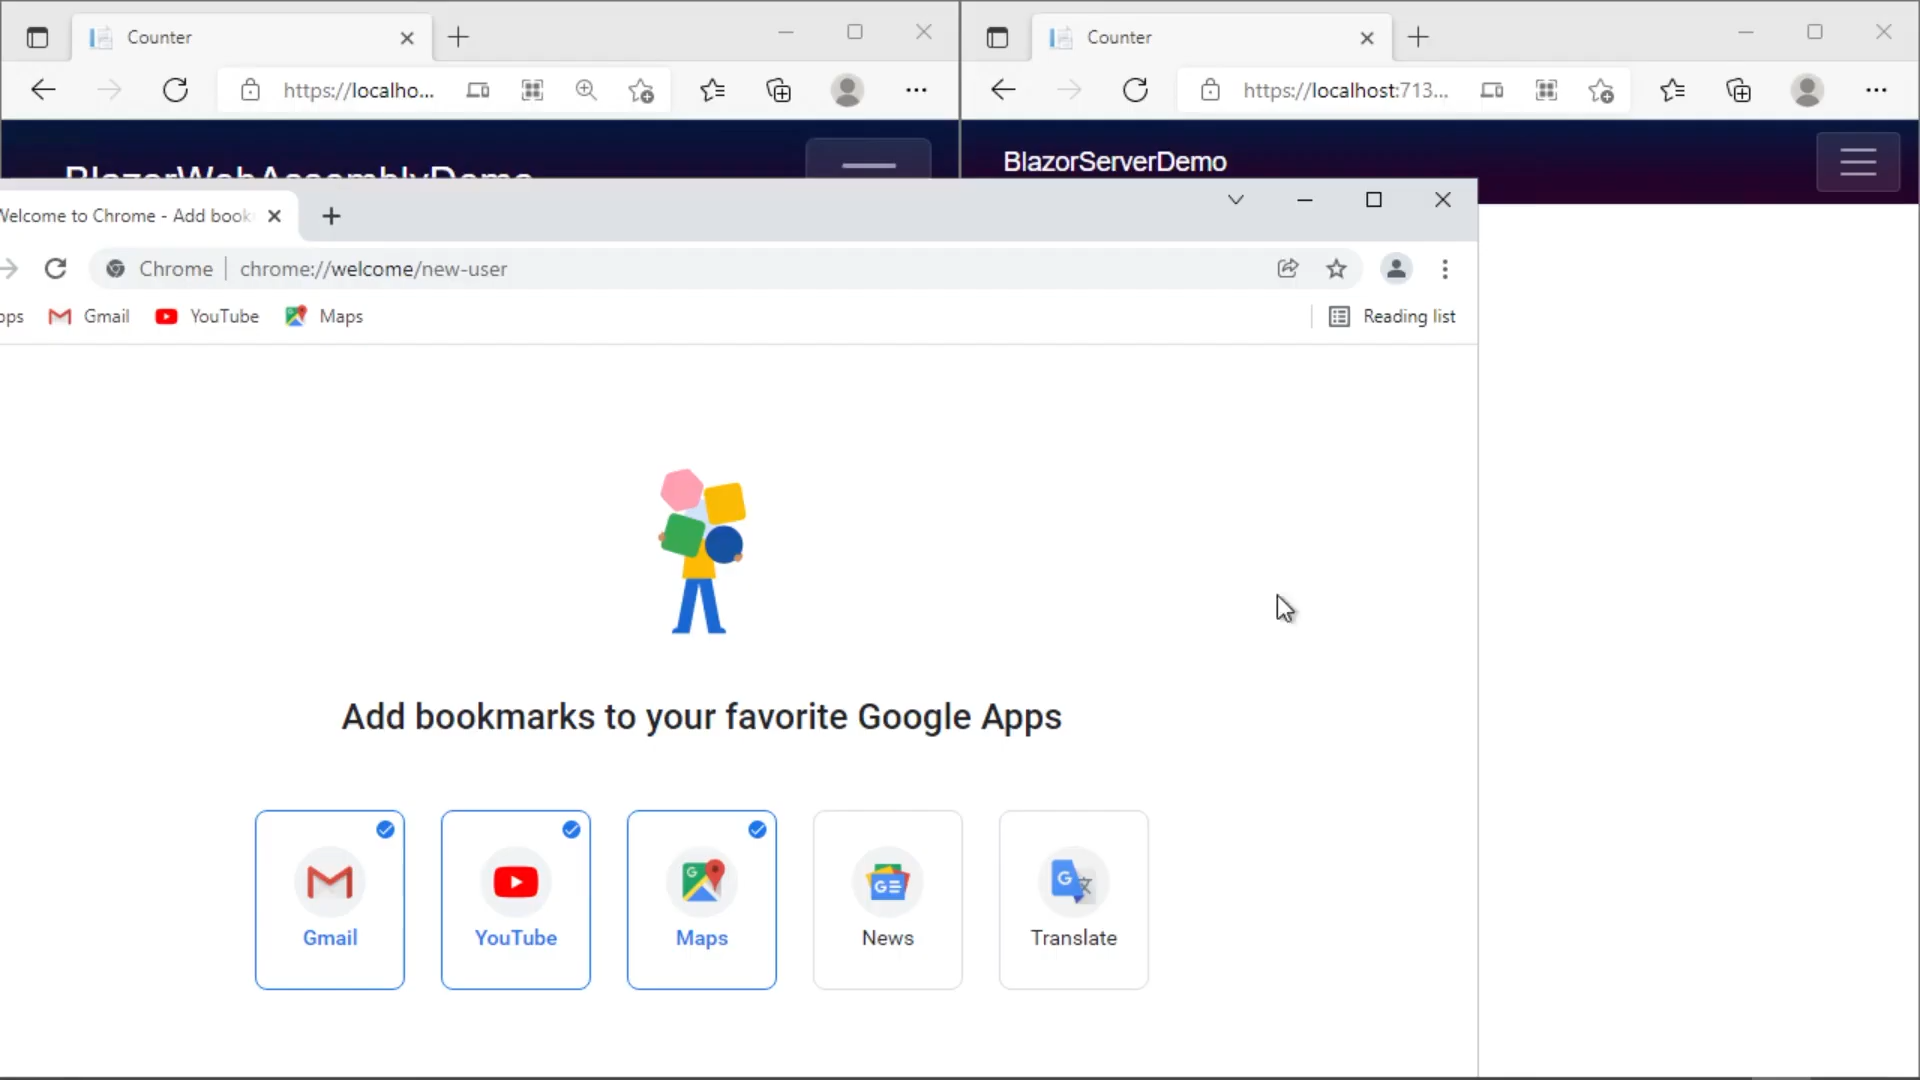 Counter
Counter
https://localho...
https://localhost:713...
BlazorWebAssemblyDemo
BlazorServerDemo
Welcome to Chrome - Add book
Chrome
chrome://welcome/new-user
Gmail
YouTube
Maps
Reading list
Add bookmarks to your favorite Google Apps
Gmail
YouTube
Maps
News
Translate